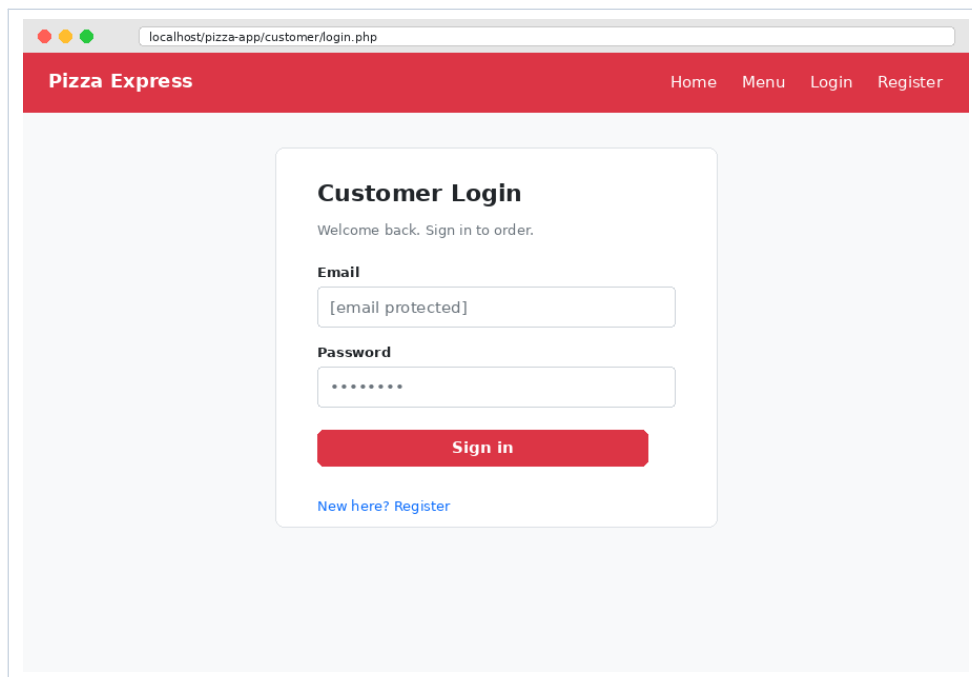 localhost/pizza-app/customer/login.php
Pizza Express Home Menu Login Register
Customer Login
Welcome back. Sign in to order.
Email
[email protected]
Password
••••••••
Sign in
New here? Register